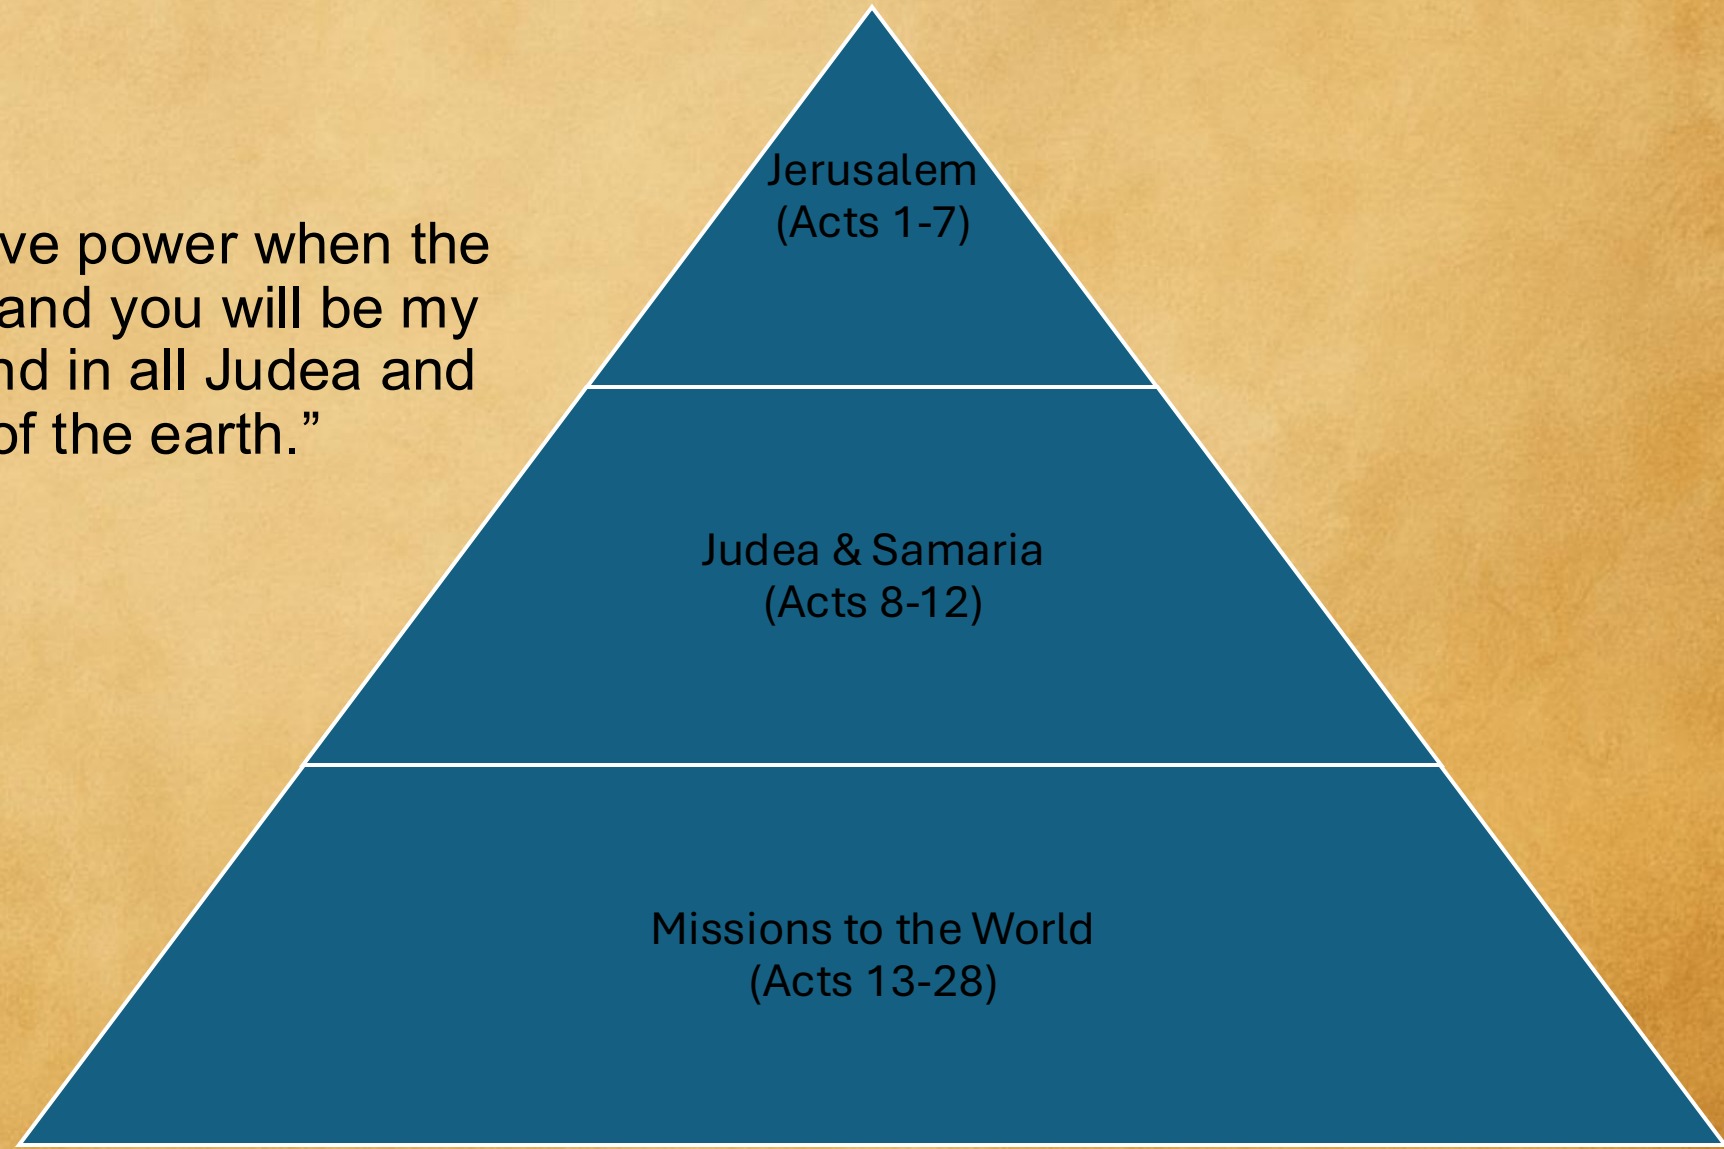 ve power when the
and you will be my
nd in all Judea and
of the earth.”
Jerusalem
(Acts 1-7)
Judea & Samaria
(Acts 8-12)
Missions to the World
(Acts 13-28)